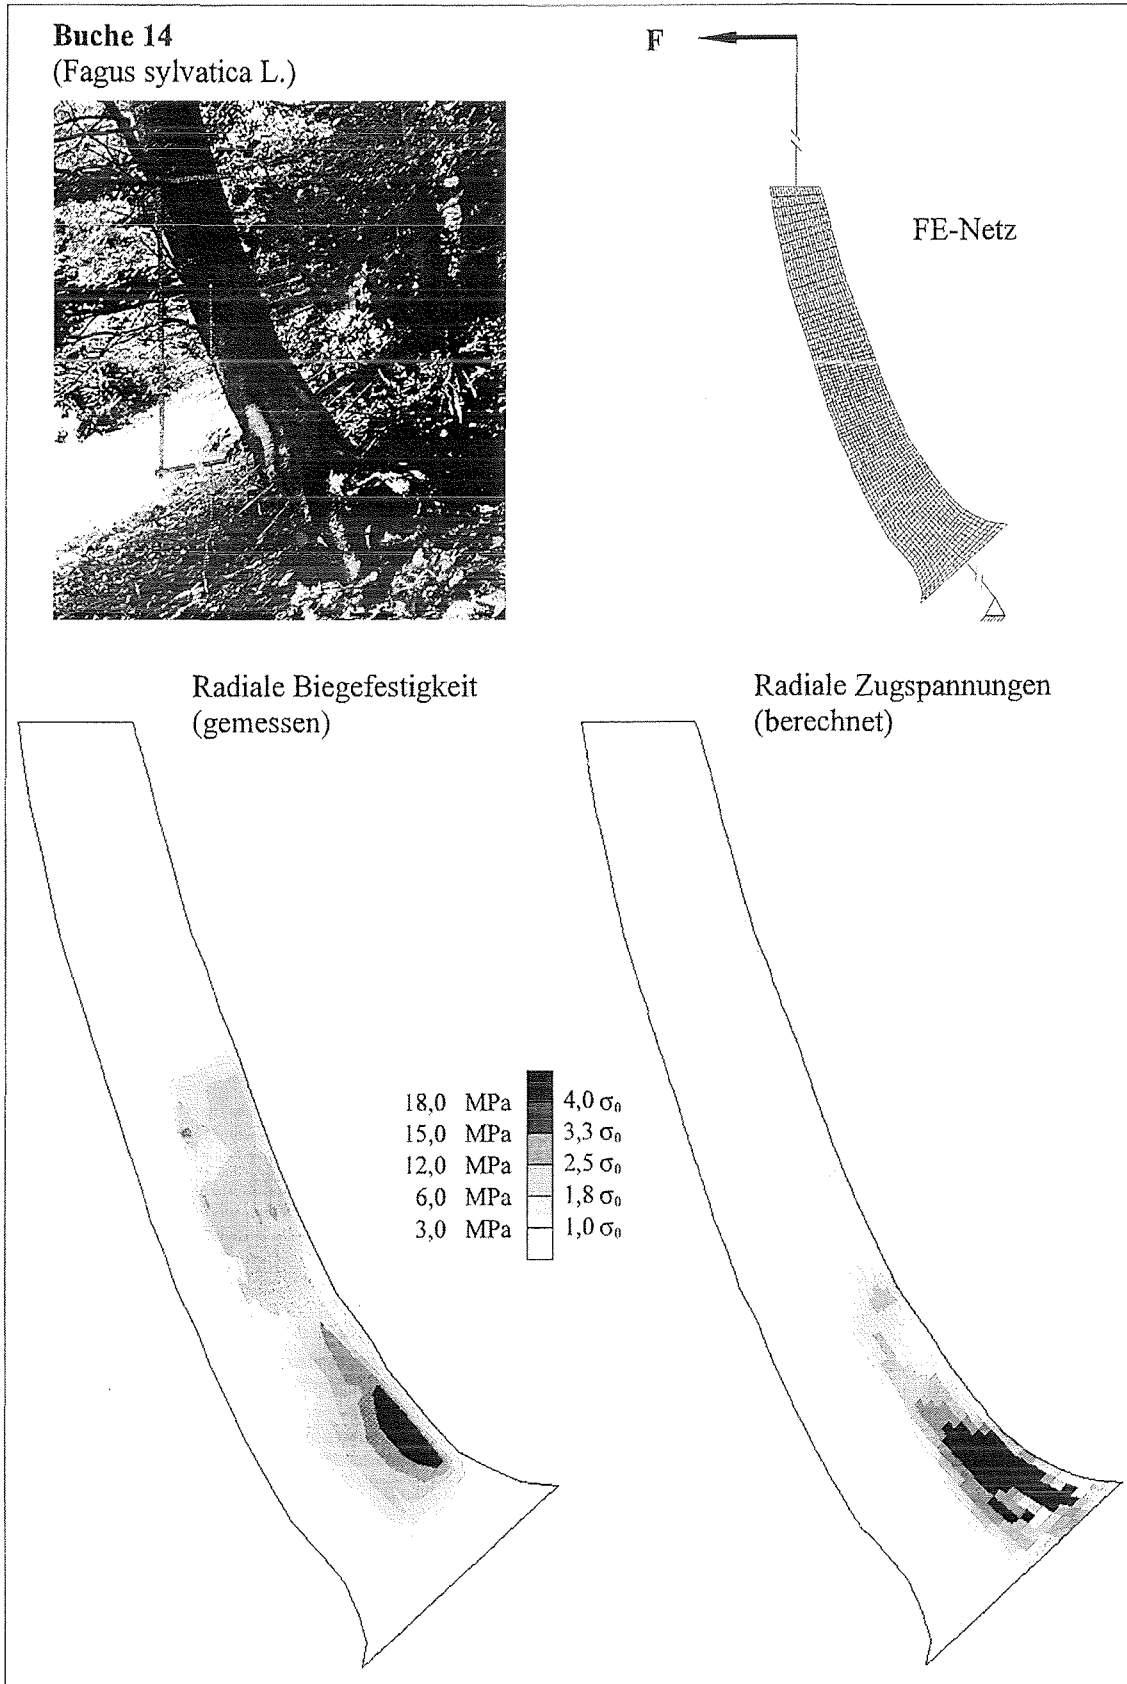 Buche 14
(Fagus sylvatica L.)
F
FE-Netz
Radiale Biegefestigkeit
(gemessen)
Radiale Zugspannungen
(berechnet)
18,0 MPa 4,0 σ₀
15,0 MPa 3,3 σ₀
12,0 MPa 2,5 σ₀
6,0 MPa 1,8 σ₀
3,0 MPa 1,0 σ₀